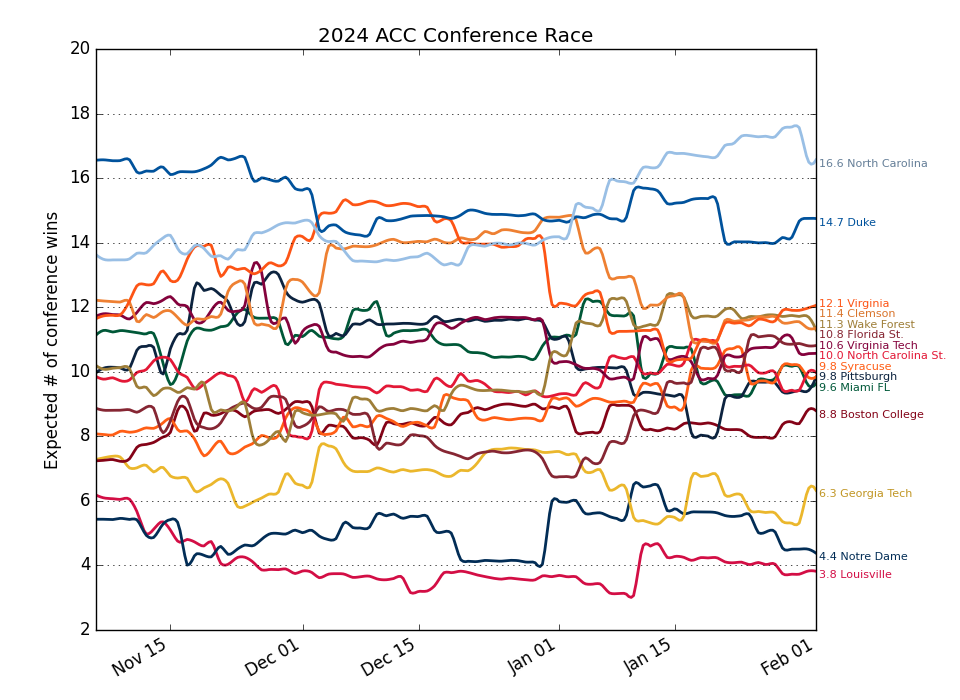 2024 ACC Conference Race
Expected # of conference wins
20
18
16
14
12
10
8
6
4
2
Nov 15
Dec 01
Dec 15
Jan 01
Jan 15
Feb 01
16.6 North Carolina
14.7 Duke
12.1 Virginia
11.4 Clemson
11.3 Wake Forest
10.8 Florida St.
10.6 Virginia Tech
10.0 North Carolina St.
9.8 Syracuse
9.8 Pittsburgh
9.6 Miami FL
8.8 Boston College
6.3 Georgia Tech
4.4 Notre Dame
3.8 Louisville